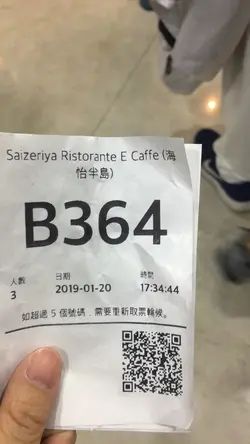 Saizeriya Ristorante E Caffe (海
怡半島)
B364
人數 日期 時間
3 2019-01-20 17:34:44
如超過 5 個號碼，需要重新取票輪候。